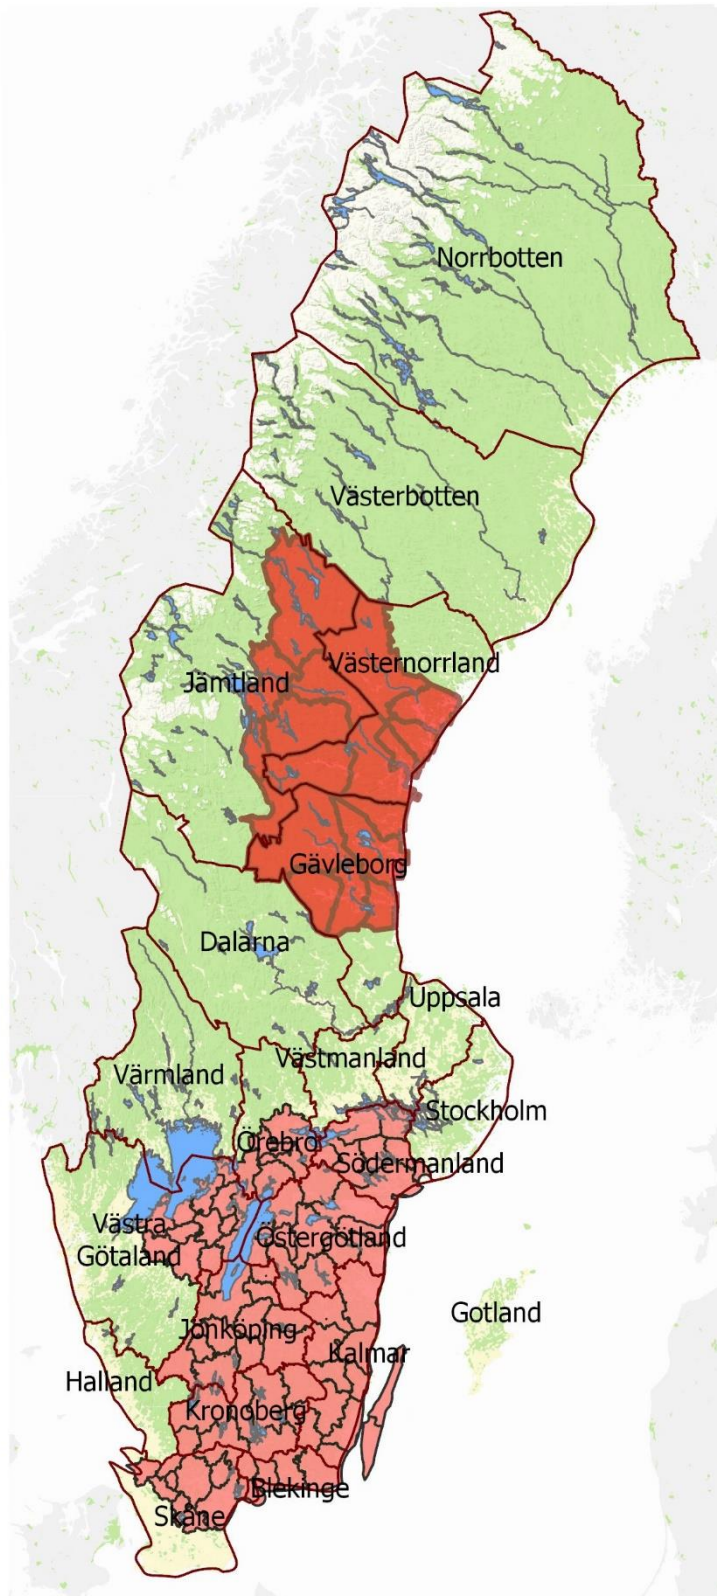 Norrbotten
Västerbotten
Västernorrland
Jämtland
Gävleborg
Dalarna
Uppsala
Västmanland
Värmland
Stockholm
Örebro
Södermanland
Västra
Götaland
Östergötland
Gotland
Jönköping
Kalmar
Halland
Kronoberg
Blekinge
Skåne